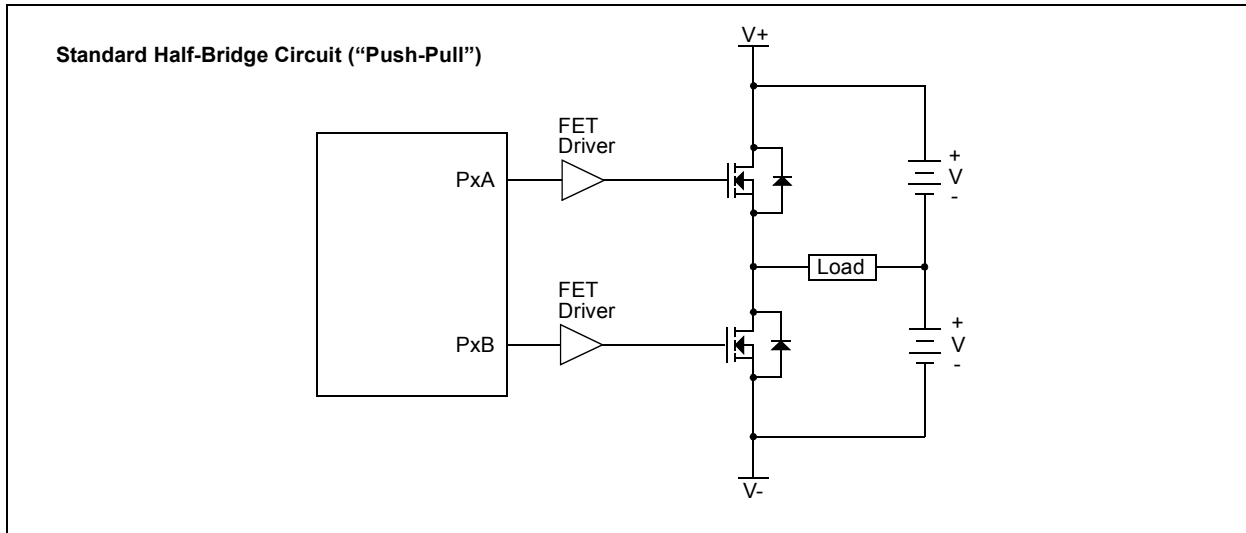 Standard Half-Bridge Circuit (“Push-Pull”)
V+
FET
Driver
PxA
+
V
-
Load
FET
Driver
PxB
+
V
-
V-